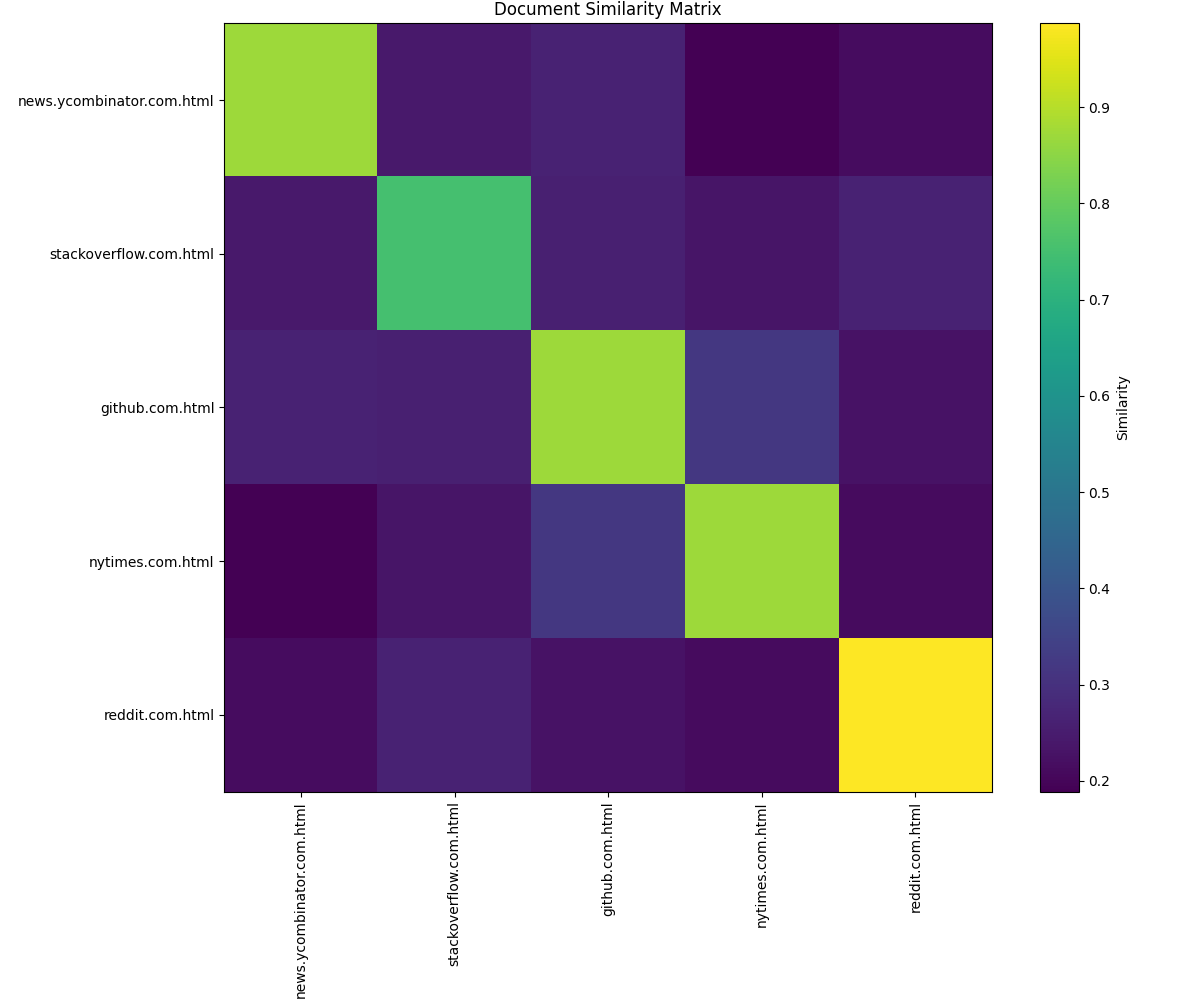 Document Similarity Matrix
news.ycombinator.com.html
stackoverflow.com.html
github.com.html
nytimes.com.html
reddit.com.html
news.ycombinator.com.html
stackoverflow.com.html
github.com.html
nytimes.com.html
reddit.com.html
0.9
0.8
0.7
0.6
0.5
0.4
0.3
0.2
Similarity